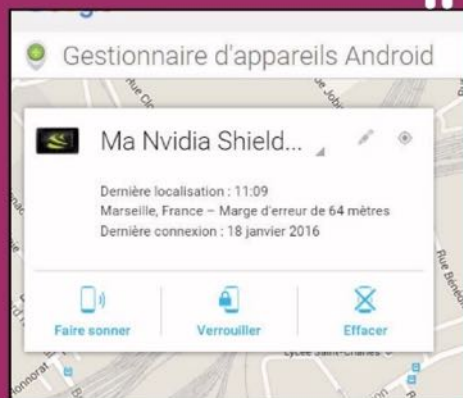 Gestionnaire d'appareils Android
Ma Nvidia Shield...
Dernière localisation : 11:09
Marseille, France – Marge d'erreur de 64 mètres
Dernière connexion : 18 janvier 2016
Faire sonner
Verrouiller
Effacer
Lycée Saint-Charles